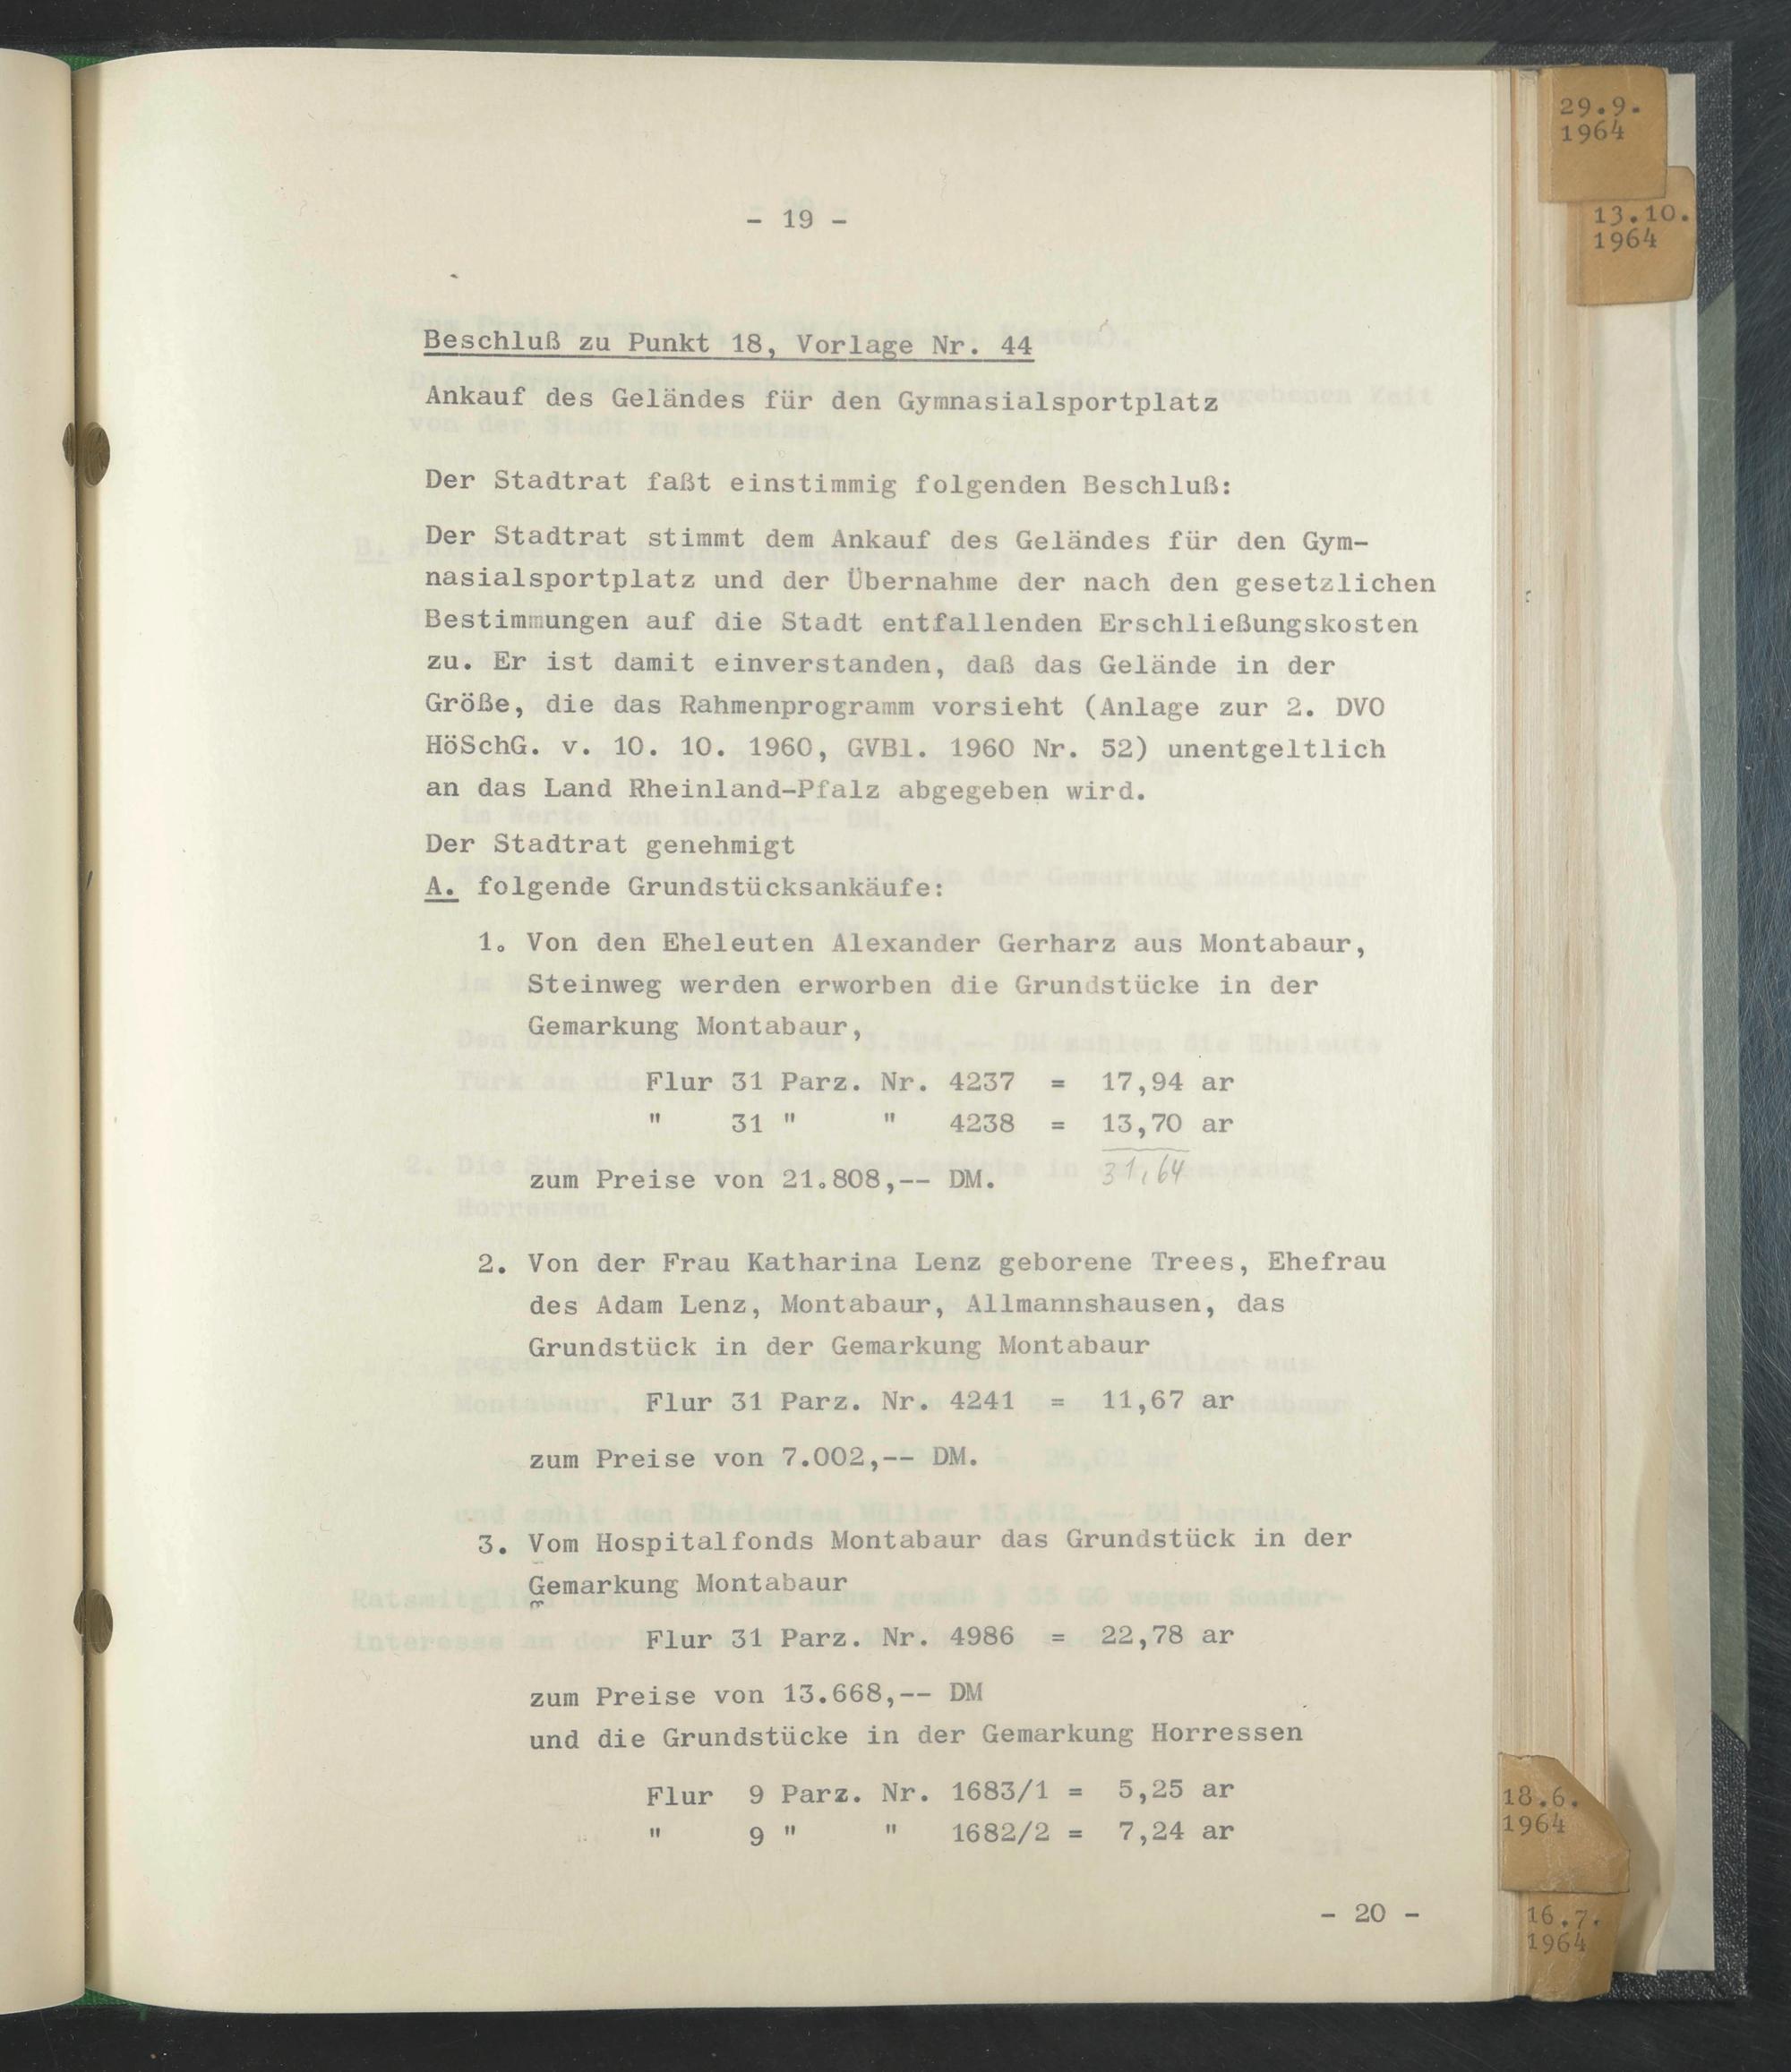 - 19 -
Beschluß zu Punkt 18, Vorlage Nr. 44
Ankauf des Geländes für den Gymnasialsportplatz
Der Stadtrat faßt einstimmig folgenden Beschluß:
Der Stadtrat stimmt dem Ankauf des Geländes für den Gym-
nasialsportplatz und der Übernahme der nach den gesetzlichen
Bestimmungen auf die Stadt entfallenden Erschließungskosten
zu. Er ist damit einverstanden, daß das Gelände in der
Größe, die das Rahmenprogramm vorsieht (Anlage zur 2. DVO
HöSchG. v. 10. 10. 1960, GVBl. 1960 Nr. 52) unentgeltlich
an das Land Rheinland-Pfalz abgegeben wird.
Der Stadtrat genehmigt
A. folgende Grundstücksankäufe:
1. Von den Eheleuten Alexander Gerharz aus Montabaur,
Steinweg werden erworben die Grundstücke in der
Gemarkung Montabaur,
Flur 31 Parz. Nr. 4237 = 17,94 ar
" 31 " " 4238 = 13,70 ar
31,64
zum Preise von 21.808,-- DM.
2. Von der Frau Katharina Lenz geborene Trees, Ehefrau
des Adam Lenz, Montabaur, Allmannshausen, das
Grundstück in der Gemarkung Montabaur
Flur 31 Parz. Nr. 4241 = 11,67 ar
zum Preise von 7.002,-- DM.
3. Vom Hospitalfonds Montabaur das Grundstück in der
Gemarkung Montabaur
Flur 31 Parz. Nr. 4986 = 22,78 ar
zum Preise von 13.668,-- DM
und die Grundstücke in der Gemarkung Horressen
Flur 9 Parz. Nr. 1683/1 = 5,25 ar
" 9 " " 1682/2 = 7,24 ar
- 20 -
29.9.
1964
13.10.
1964
18.6.
1964
16.7.
1964